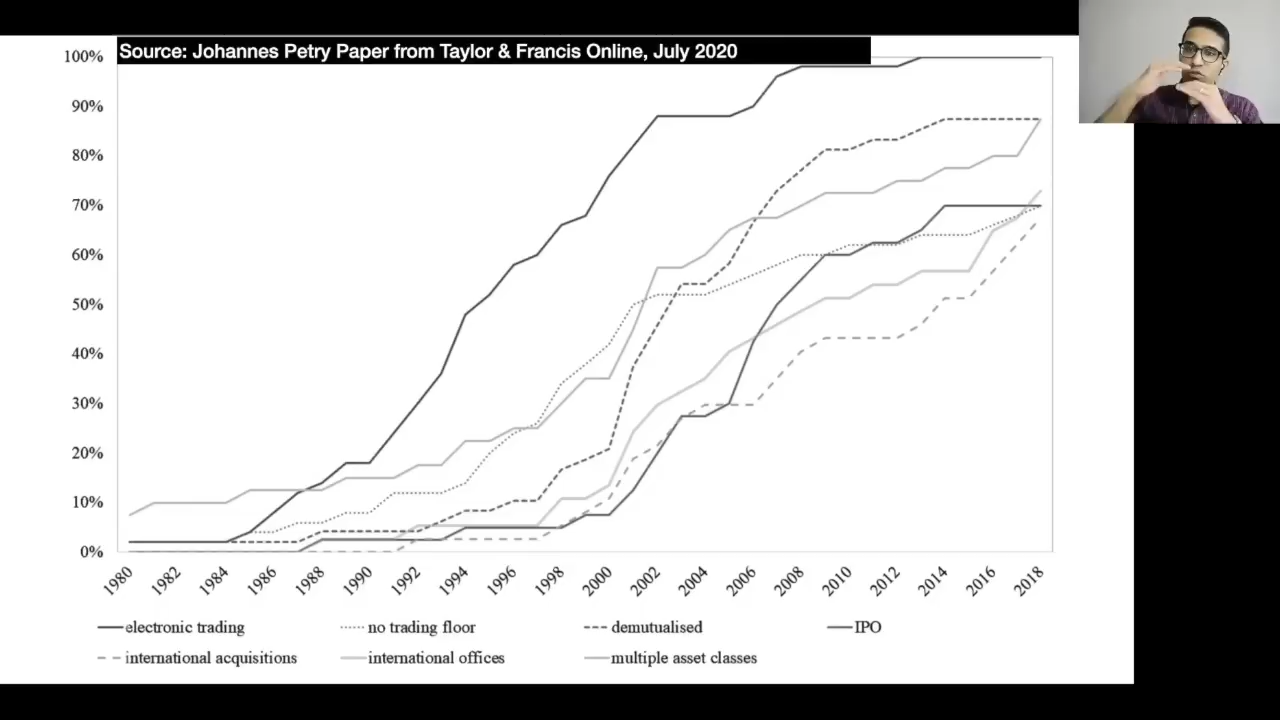 Source: Johannes Petry Paper from Taylor & Francis Online, July 2020
100%
90%
80%
70%
60%
50%
40%
30%
20%
10%
0%
1980 1982 1984 1986 1988 1990 1992 1994 1996 1998 2000 2002 2004 2006 2008 2010 2012 2014 2016 2018
electronic trading no trading floor demutualised IPO
international acquisitions international offices multiple asset classes